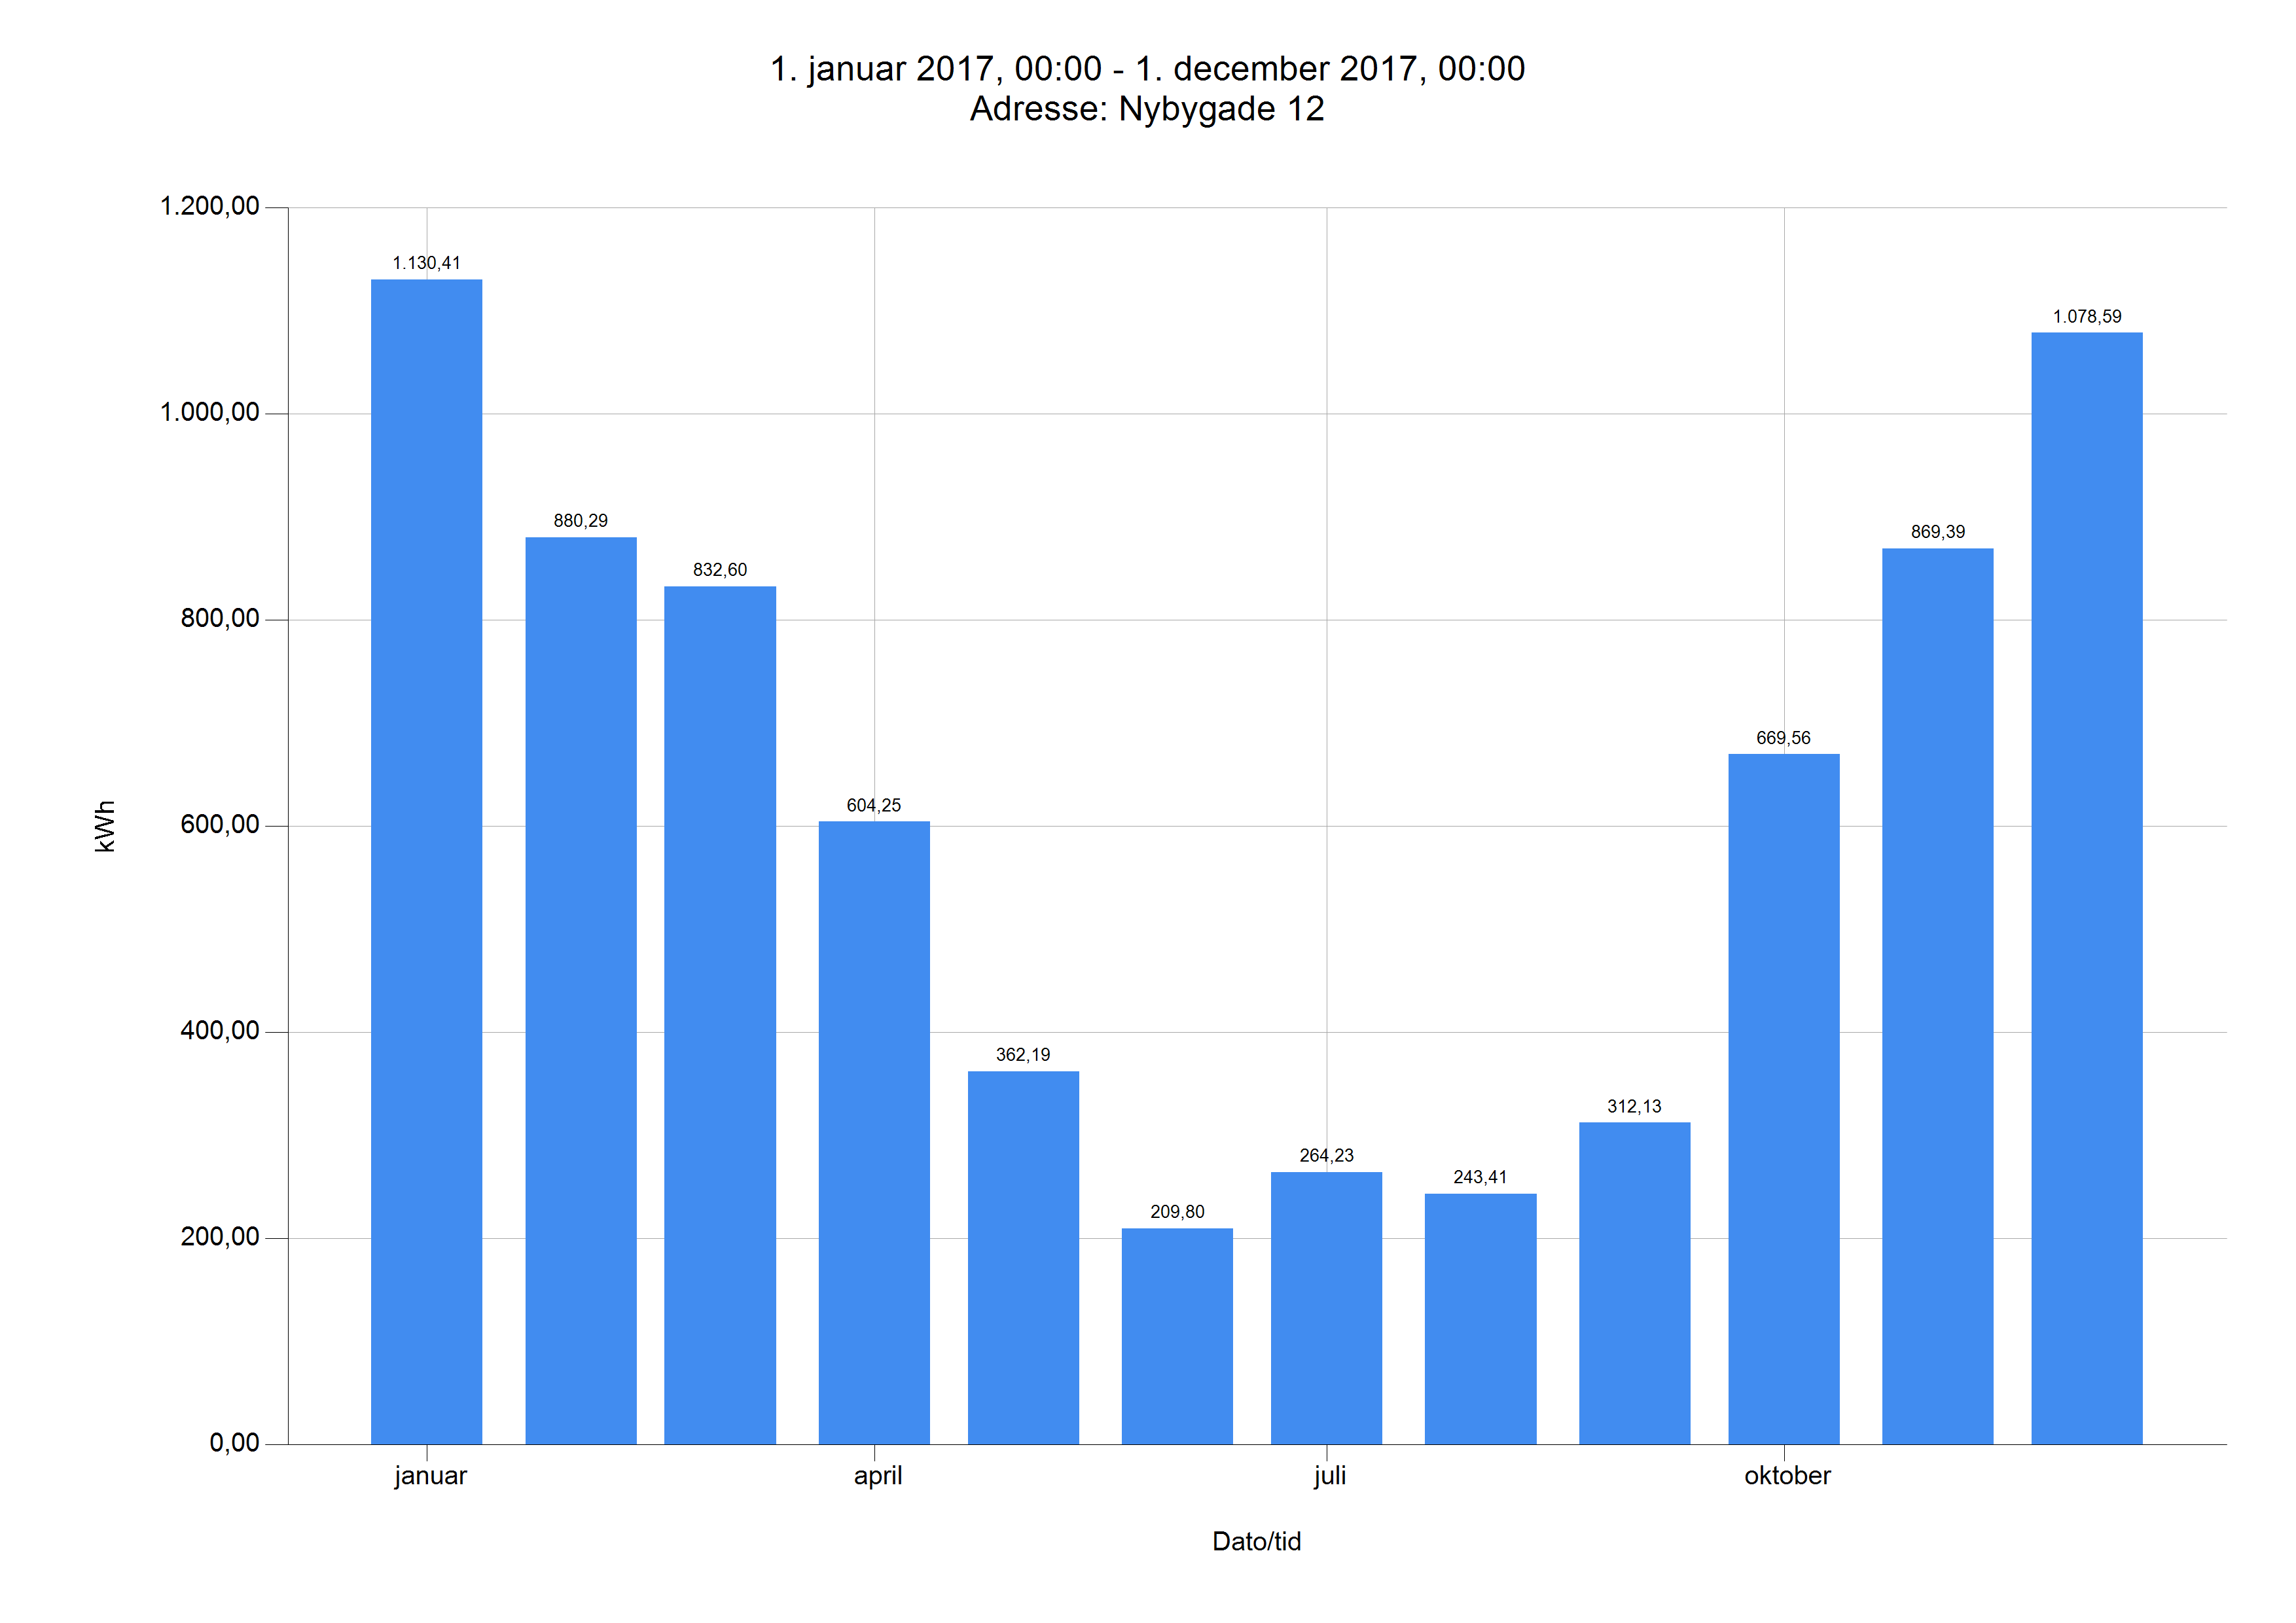 1. januar 2017, 00:00 - 1. december 2017, 00:00
Adresse: Nybygade 12
1.200,00
1.000,00
800,00
600,00
400,00
200,00
0,00
kWh
1.130,41
880,29
832,60
604,25
362,19
209,80
264,23
243,41
312,13
669,56
869,39
1.078,59
januar
april
juli
oktober
Dato/tid